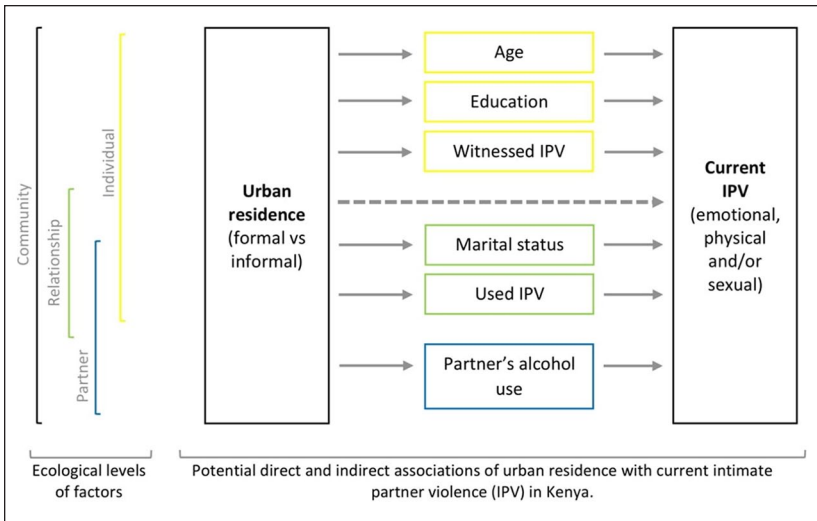 Community
Relationship
Partner
Individual
Urban
residence
(formal vs
informal)
Age
Education
Witnessed IPV
Marital status
Used IPV
Partner's alcohol
use
Current
IPV
(emotional,
physical
and/or
sexual)
Ecological levels
of factors
Potential direct and indirect associations of urban residence with current intimate
partner violence (IPV) in Kenya.